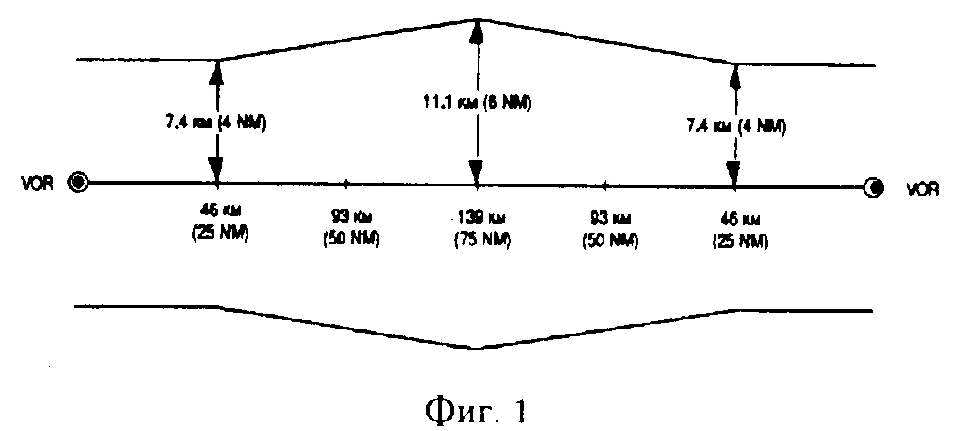 11.1 км (6 NM)
7.4 км (4 NM)
7.4 км (4 NM)
VOR
VOR
46 км
(25 NM)
93 км
(50 NM)
139 км
(75 NM)
93 км
(50 NM)
46 км
(25 NM)
Фиг. 1